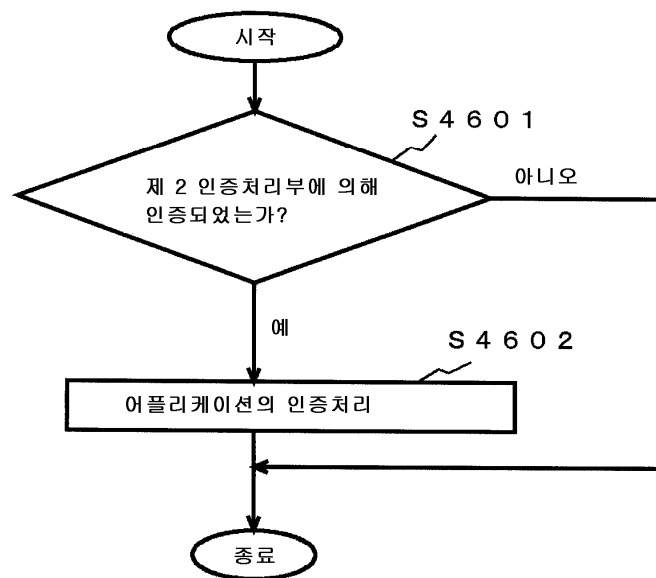 시작
S4601
제 2 인증처리부에 의해
인증되었는가?
아니오
예
S4602
어플리케이션의 인증처리
종료